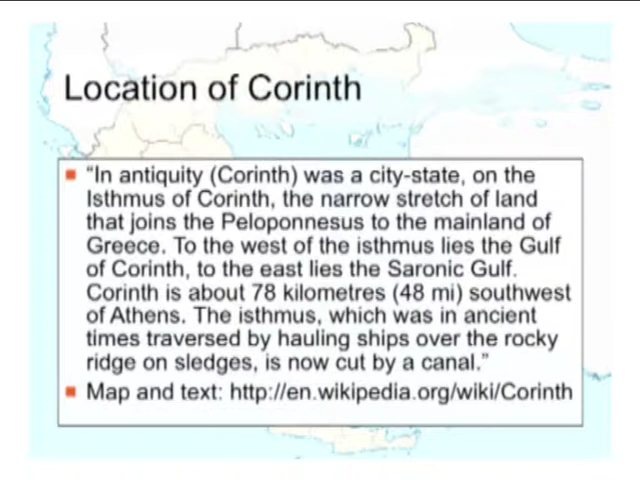 Location of Corinth
“In antiquity (Corinth) was a city-state, on the
Isthmus of Corinth, the narrow stretch of land
that joins the Peloponnesus to the mainland of
Greece. To the west of the isthmus lies the Gulf
of Corinth, to the east lies the Saronic Gulf.
Corinth is about 78 kilometres (48 mi) southwest
of Athens. The isthmus, which was in ancient
times traversed by hauling ships over the rocky
ridge on sledges, is now cut by a canal.”
Map and text: http://en.wikipedia.org/wiki/Corinth